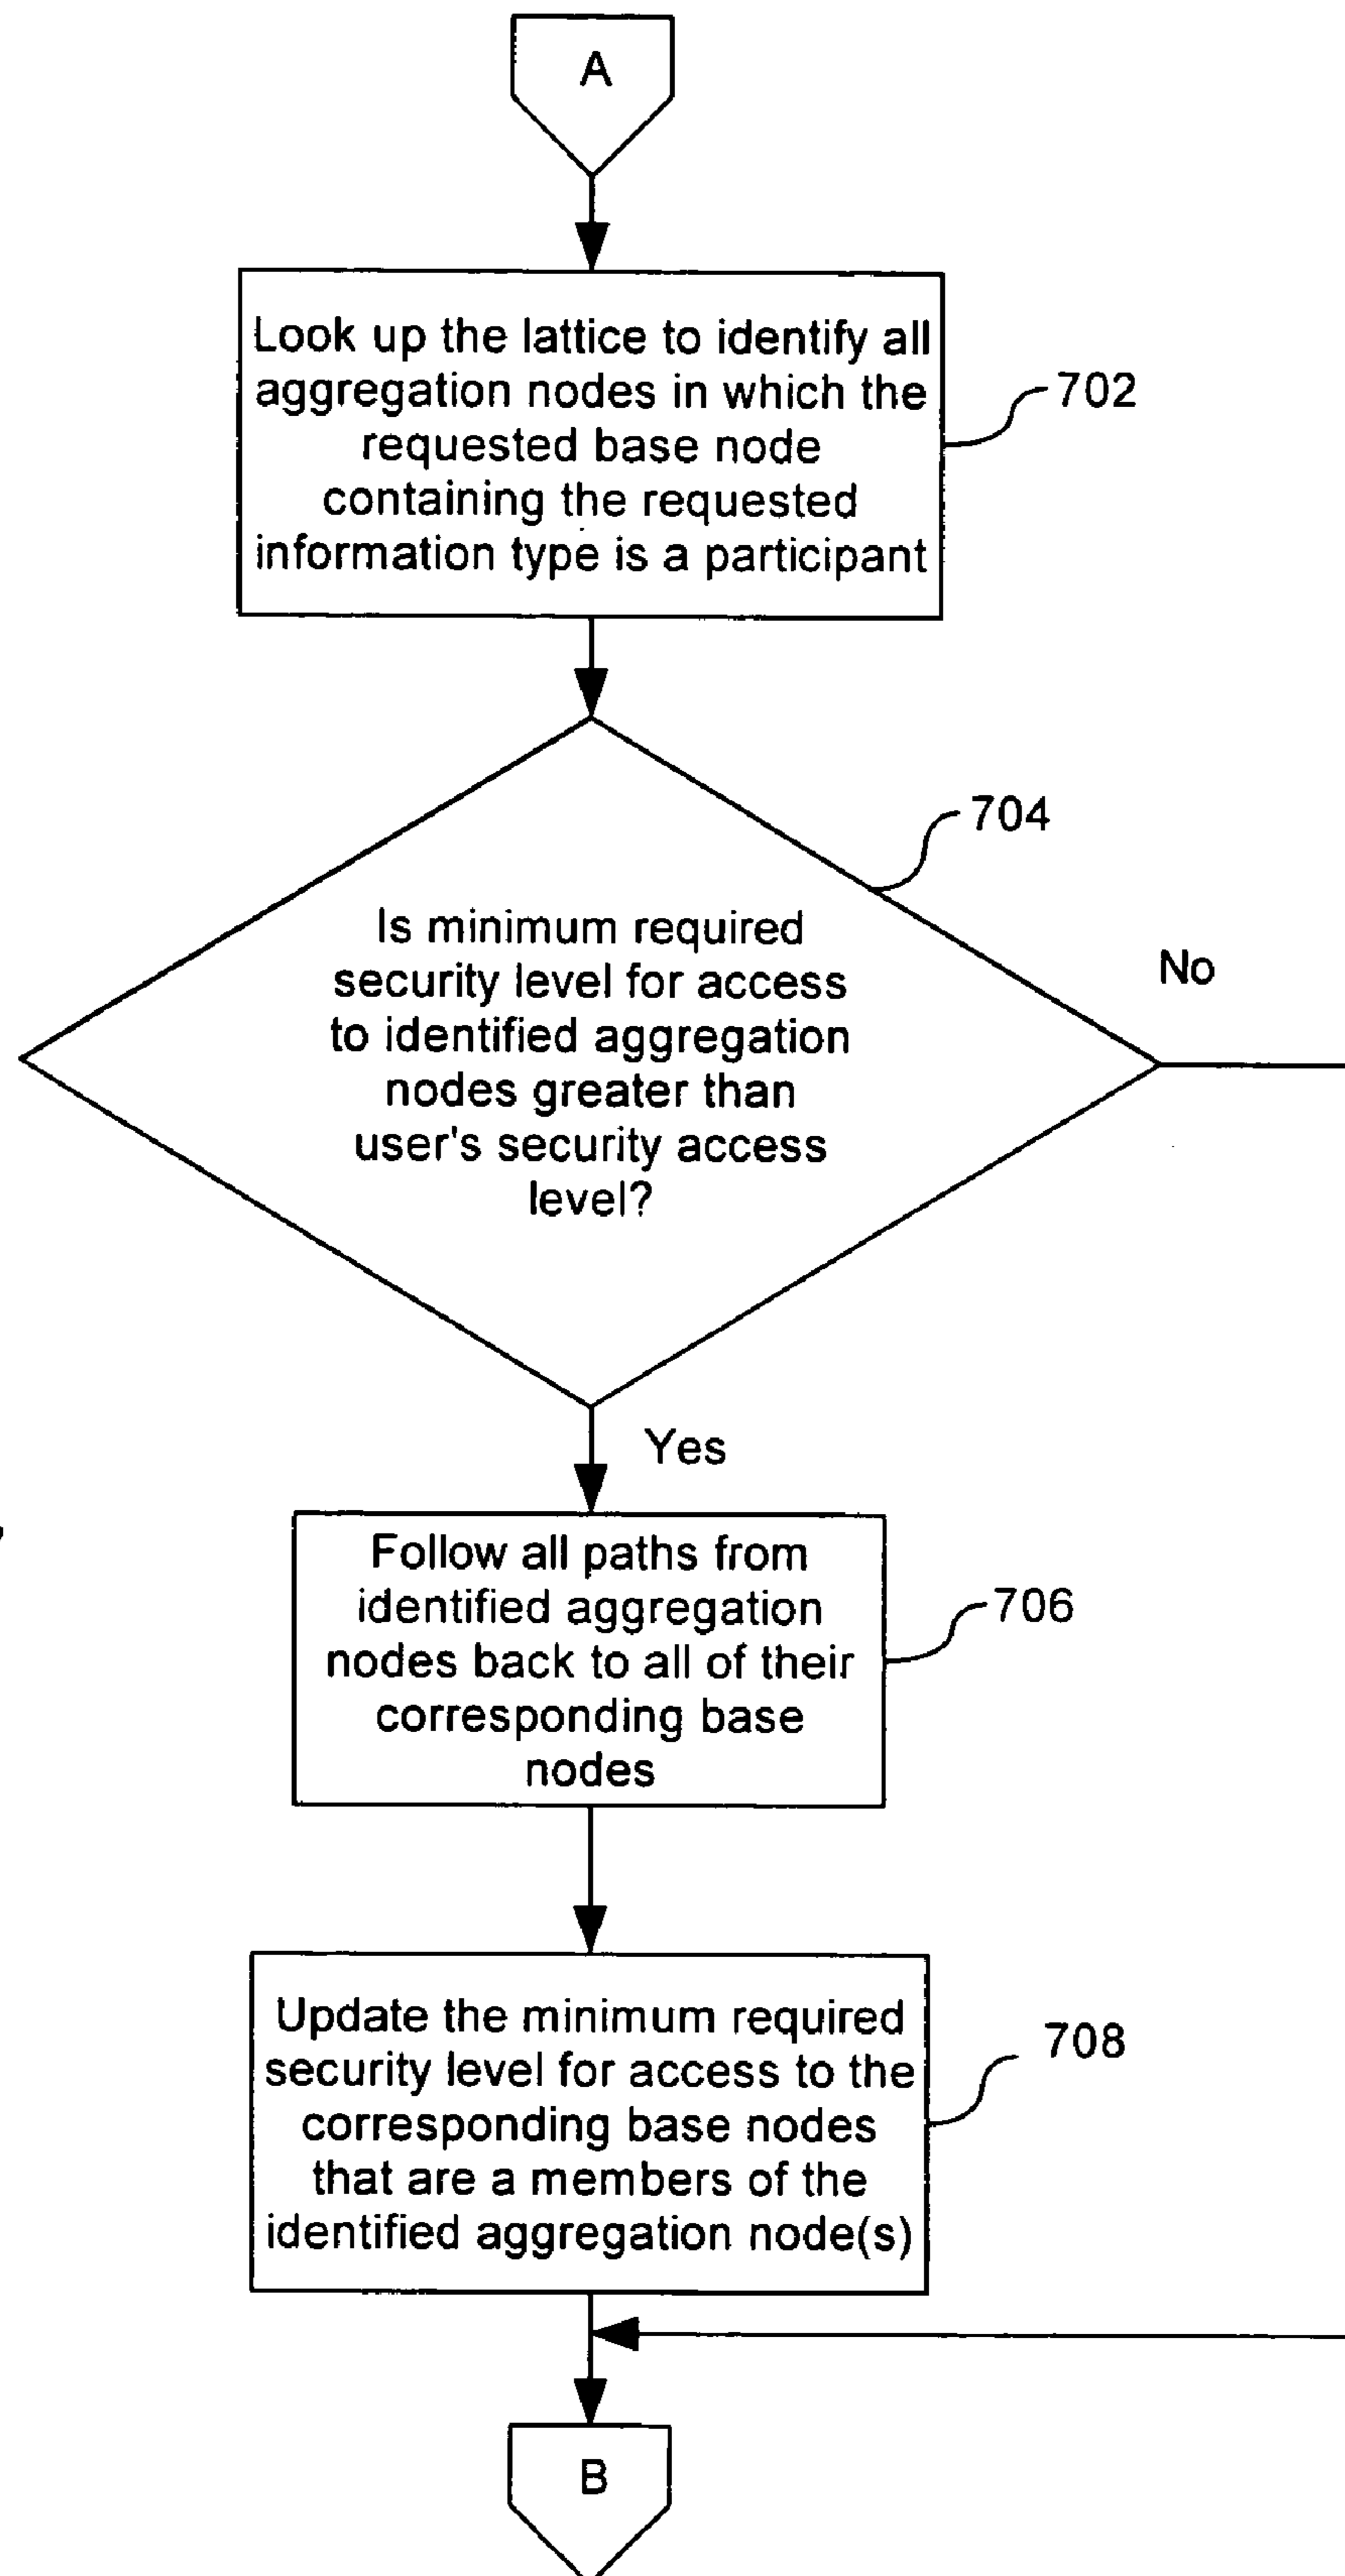 A
Look up the lattice to identify all
aggregation nodes in which the
requested base node
containing the requested
information type is a participant
702
704
Is minimum required
security level for access
to identified aggregation
nodes greater than
user's security access
level?
No
Yes
Follow all paths from
identified aggregation
nodes back to all of their
corresponding base
nodes
706
Update the minimum required
security level for access to the
corresponding base nodes
that are a members of the
identified aggregation node(s)
708
B